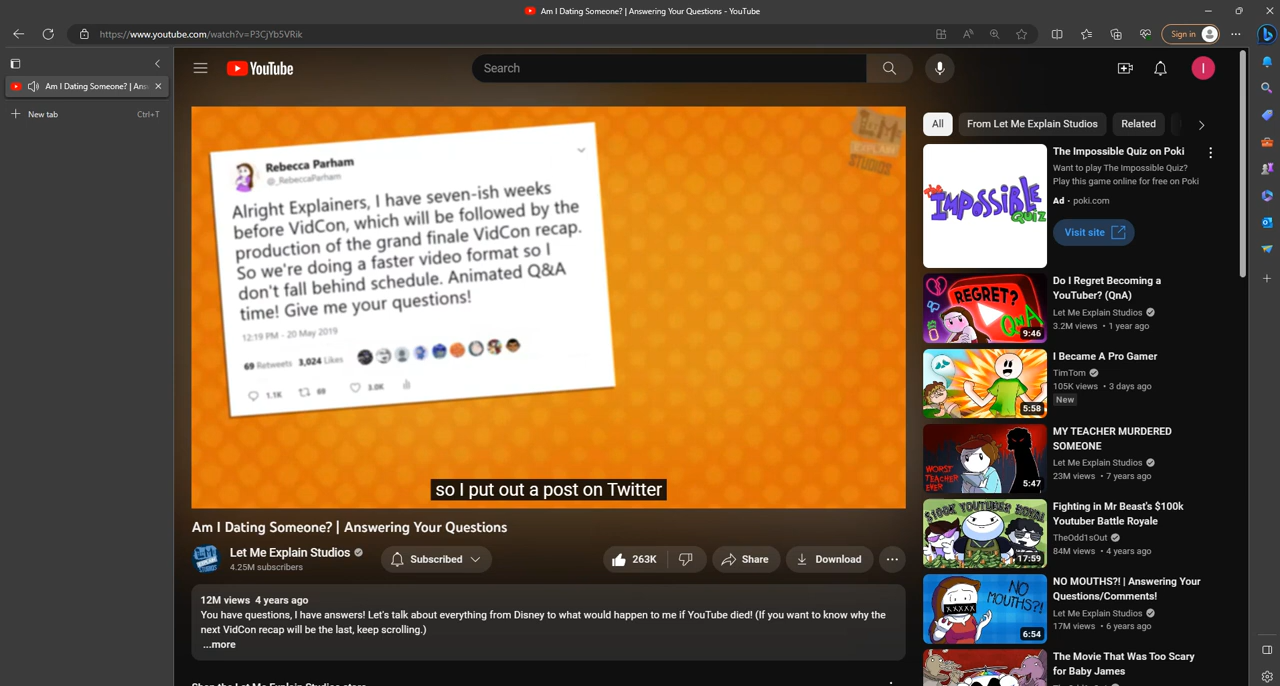 Am I Dating Someone? | Answering Your Questions - YouTube
https://www.youtube.com/watch?v=P3CjYb5VRik
Sign in
Am I Dating Someone? | Ans
New tab
Ctrl+T
YouTube
Search
I
Rebecca Parham
@_RebeccaParham
Alright Explainers, I have seven-ish weeks
before VidCon, which will be followed by the
production of the grand finale VidCon recap.
So we're doing a faster video format so I
don't fall behind schedule. Animated Q&A
time! Give me your questions!
12:19 PM - 20 May 2019
69 Retweets 3,024 Likes
1.1K 69 3.0K
LeM
EXPLAIN
STUDIOS
so I put out a post on Twitter
Am I Dating Someone? | Answering Your Questions
Let Me Explain Studios
4.25M subscribers
Subscribed
263K
Share
Download
12M views 4 years ago
You have questions, I have answers! Let's talk about everything from Disney to what would happen to me if YouTube died! (If you want to know why the
next VidCon recap will be the last, keep scrolling.)
...more
All
From Let Me Explain Studios
Related
The IMPOSSIBLE QUIZ
The Impossible Quiz on Poki
Want to play The Impossible Quiz?
Play this game online for free on Poki
Ad · poki.com
Visit site
REGRET?
QnA
9:46
Do I Regret Becoming a
YouTuber? (QnA)
Let Me Explain Studios
3.2M views · 1 year ago
5:58
I Became A Pro Gamer
TimTom
105K views · 3 days ago
New
WORST
TEACHER
EVER
5:47
MY TEACHER MURDERED
SOMEONE
Let Me Explain Studios
23M views · 7 years ago
$100K YOUTUBER ROYAL
17:59
Fighting in Mr Beast's $100k
Youtuber Battle Royale
TheOdd1sOut
84M views · 4 years ago
NO
MOUTHS?!
XXXXX
6:54
NO MOUTHS?! | Answering Your
Questions/Comments!
Let Me Explain Studios
17M views · 6 years ago
The Movie That Was Too Scary
for Baby James